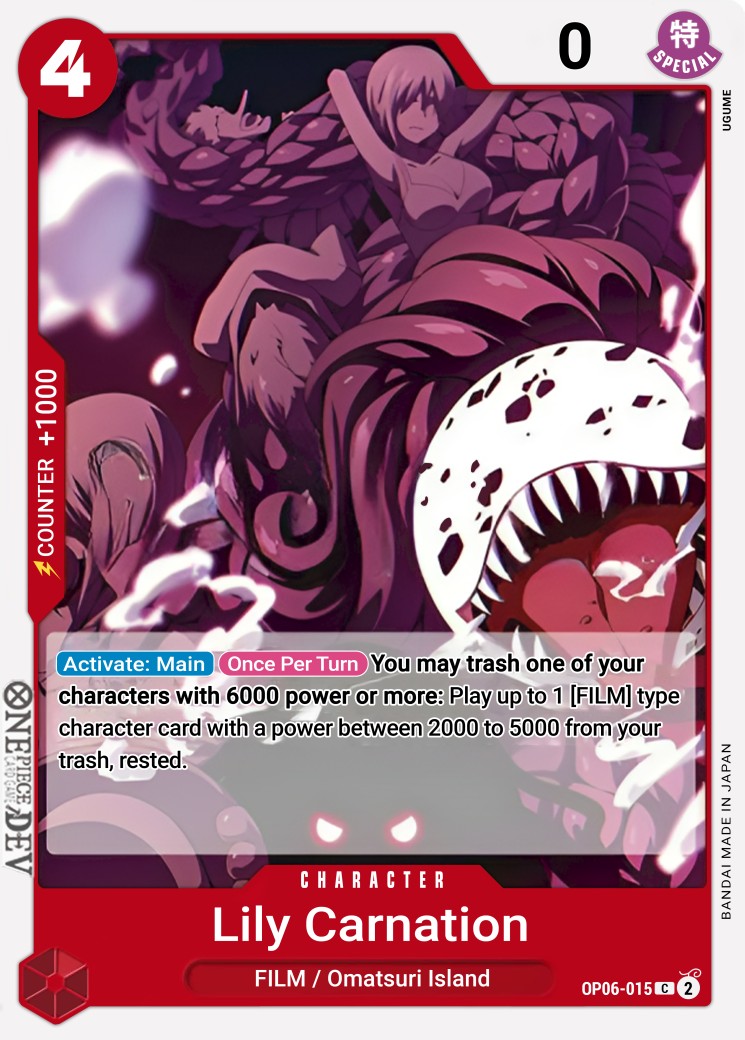 4
0
特
SPECIAL
UGUME
COUNTER +1000
Activate: Main Once Per Turn You may trash one of your
characters with 6000 power or more: Play up to 1 [FILM] type
character card with a power between 2000 to 5000 from your
trash, rested.
ONE PIECE
CARD GAME
/DEV
BANDAI MADE IN JAPAN
CHARACTER
Lily Carnation
FILM / Omatsuri Island
OP06-015 C 2